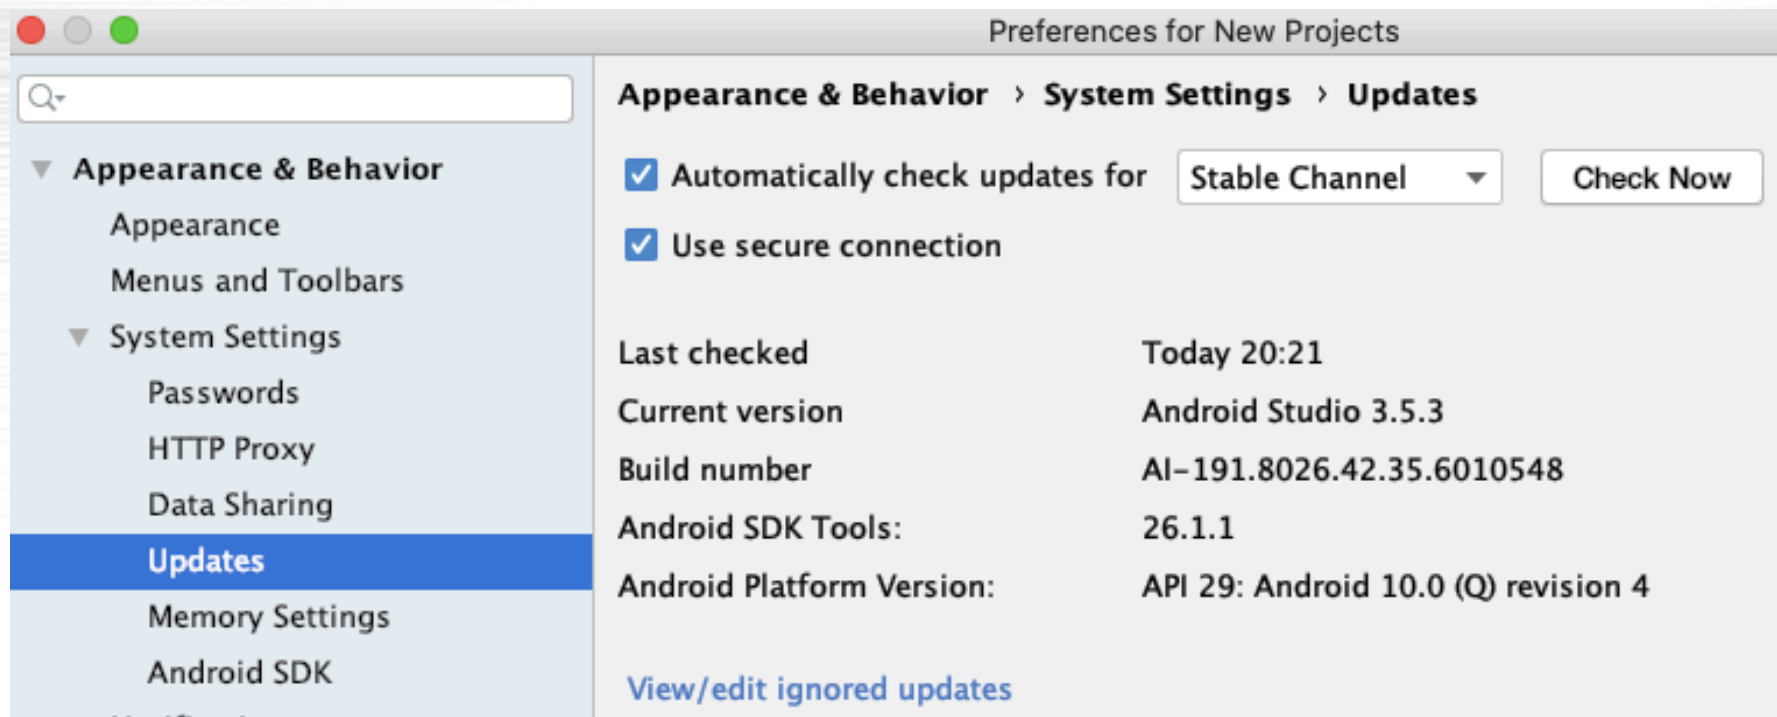 Preferences for New Projects
Appearance & Behavior
Appearance
Menus and Toolbars
System Settings
Passwords
HTTP Proxy
Data Sharing
Updates
Memory Settings
Android SDK
Appearance & Behavior › System Settings › Updates
Automatically check updates for Stable Channel Check Now
Use secure connection
Last checked Today 20:21
Current version Android Studio 3.5.3
Build number AI-191.8026.42.35.6010548
Android SDK Tools: 26.1.1
Android Platform Version: API 29: Android 10.0 (Q) revision 4
View/edit ignored updates